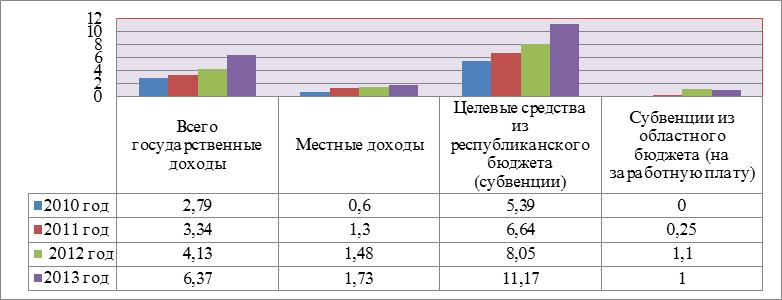 12
10
8
6
4
2
0
Всего
государственные
доходы
Местные доходы
Целевые средства
из
республиканского
бюджета
(субвенции)
Субвенции из
областного
бюджета (на
заработную плату)
2010 год 2,79 0,6 5,39 0
2011 год 3,34 1,3 6,64 0,25
2012 год 4,13 1,48 8,05 1,1
2013 год 6,37 1,73 11,17 1